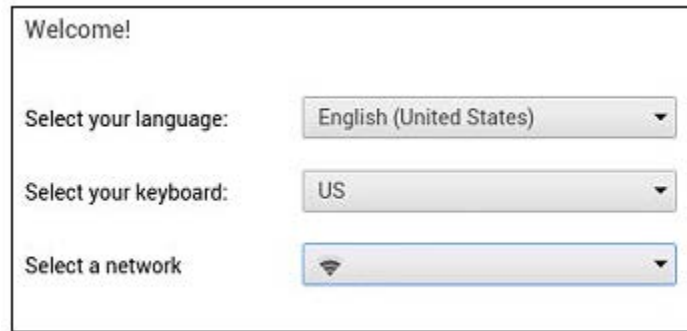 Welcome!
Select your language: English (United States)
Select your keyboard: US
Select a network